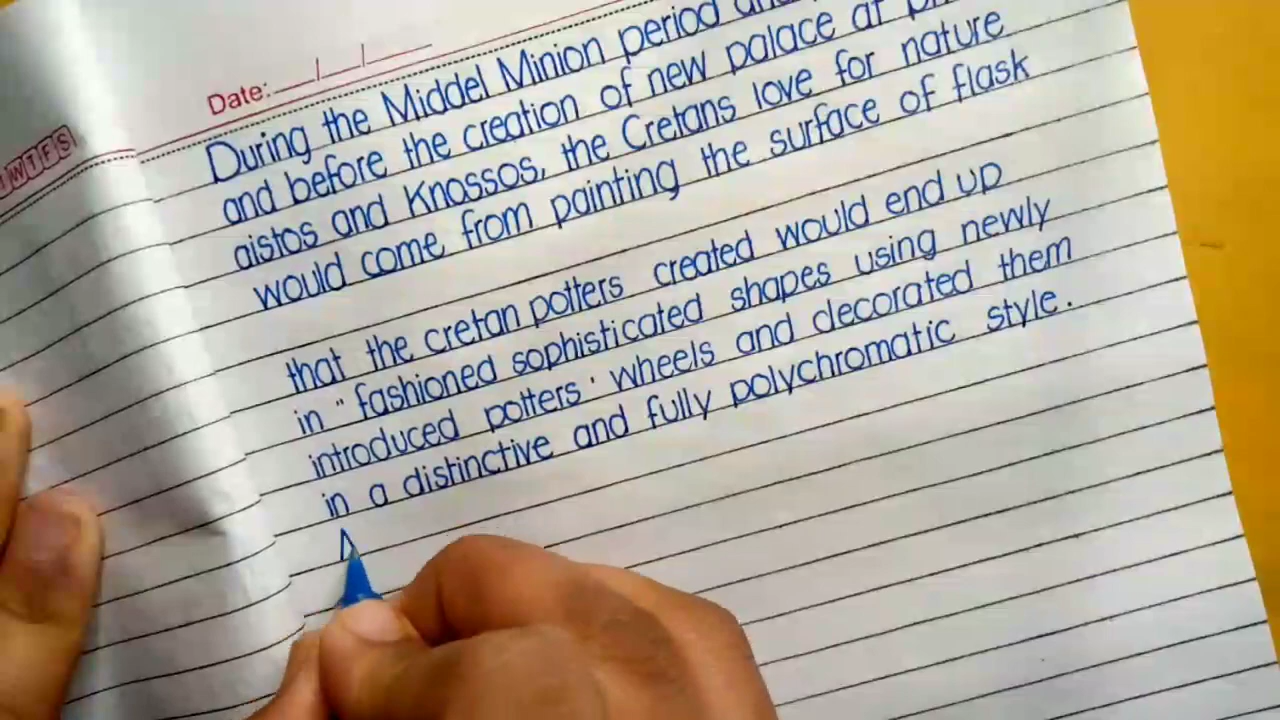 Date:
WTFS
During the Middel Minion period
and before the creation of new palace at
aistos and Knossos, the Cretans love for nature
would come from painting the surface of flask
that the cretan potters created would end up
in " fashioned sophisticated shapes using newly
introduced potters' wheels and decorated them
in a distinctive and fully polychromatic style.